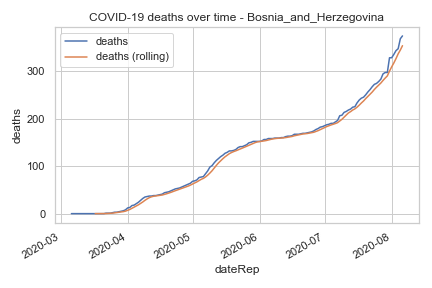 COVID-19 deaths over time - Bosnia_and_Herzegovina
deaths
deaths (rolling)
deaths
300
200
100
0
2020-03
2020-04
2020-05
2020-06
2020-07
2020-08
dateRep